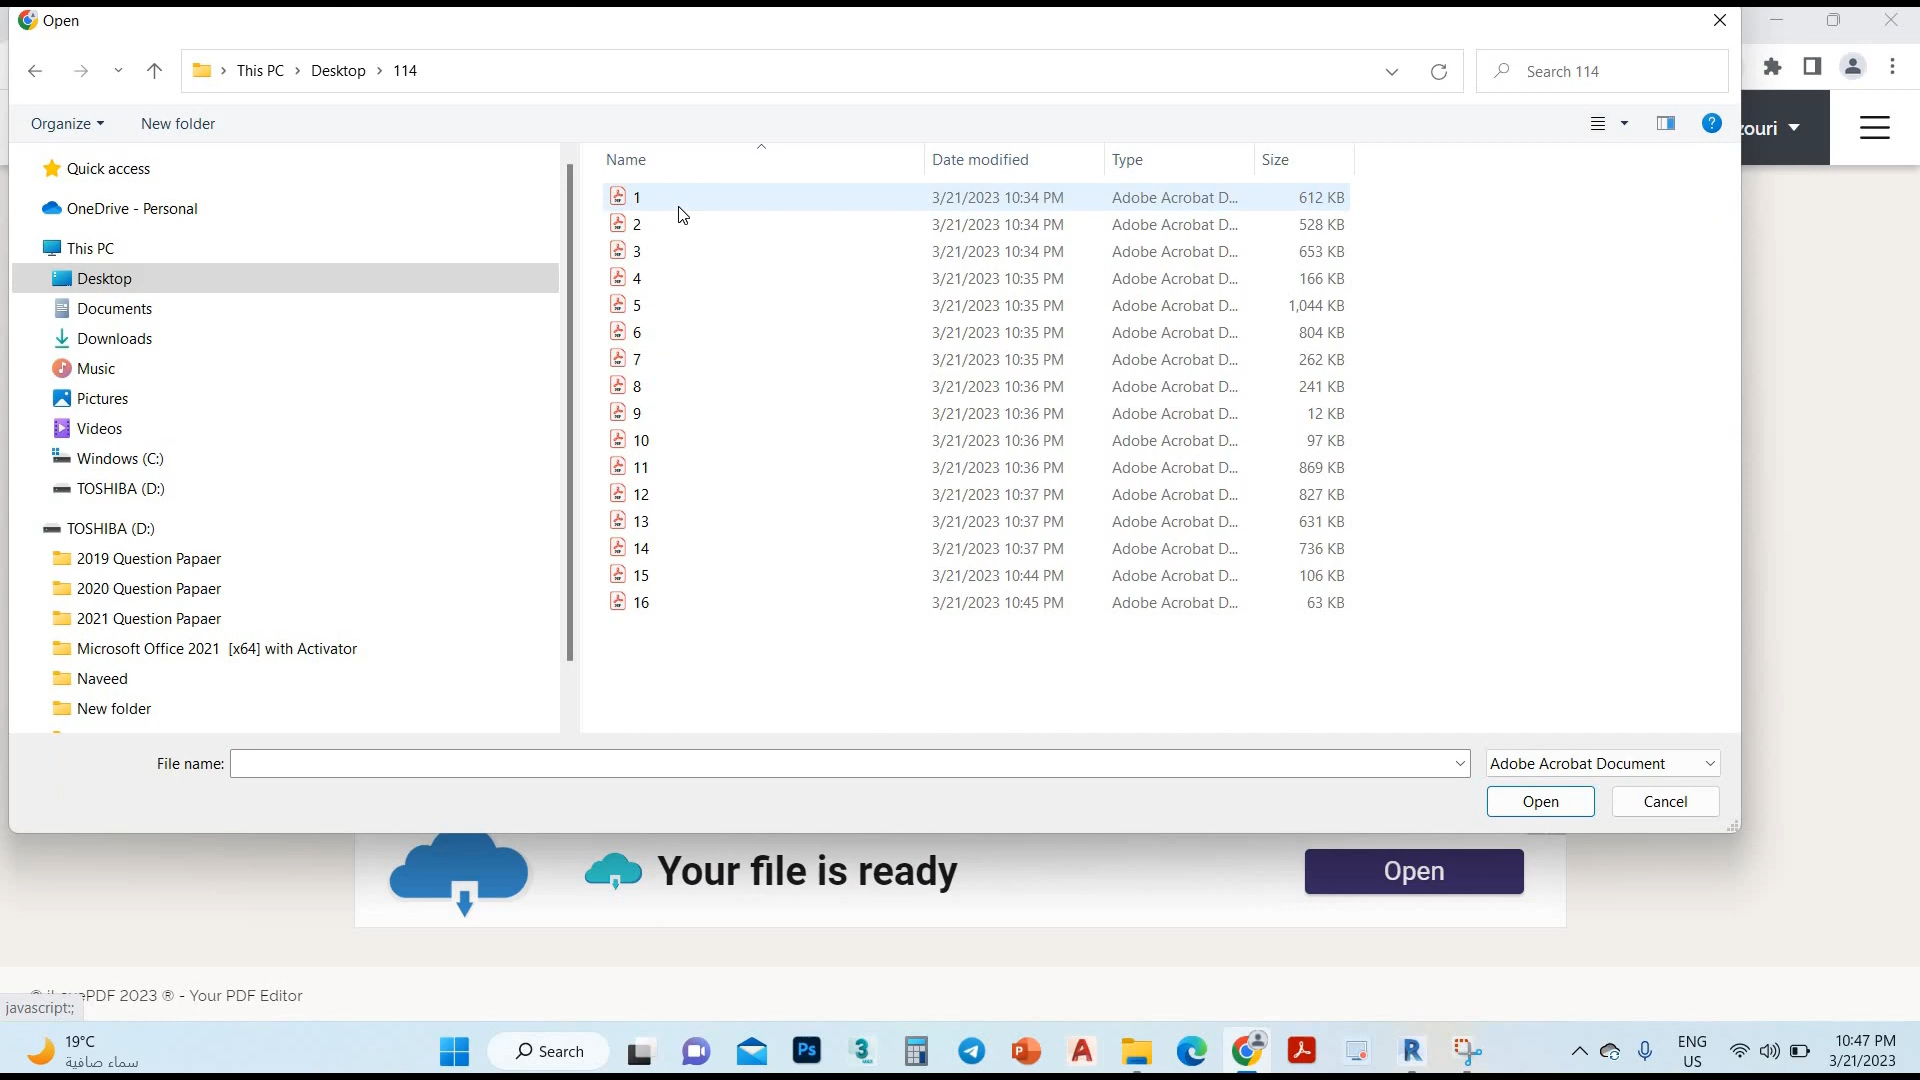 Open
This PC > Desktop > 114
Search 114
Organize
New folder
zouri
Name
Date modified
Type
Size
Quick access
OneDrive - Personal
This PC
Desktop
Documents
Downloads
Music
Pictures
Videos
Windows (C:)
TOSHIBA (D:)
TOSHIBA (D:)
2019 Question Papaer
2020 Question Papaer
2021 Question Papaer
Microsoft Office 2021 [x64] with Activator
Naveed
New folder
1 3/21/2023 10:34 PM Adobe Acrobat D... 612 KB
2 3/21/2023 10:34 PM Adobe Acrobat D... 528 KB
3 3/21/2023 10:34 PM Adobe Acrobat D... 653 KB
4 3/21/2023 10:35 PM Adobe Acrobat D... 166 KB
5 3/21/2023 10:35 PM Adobe Acrobat D... 1,044 KB
6 3/21/2023 10:35 PM Adobe Acrobat D... 804 KB
7 3/21/2023 10:35 PM Adobe Acrobat D... 262 KB
8 3/21/2023 10:36 PM Adobe Acrobat D... 241 KB
9 3/21/2023 10:36 PM Adobe Acrobat D... 12 KB
10 3/21/2023 10:36 PM Adobe Acrobat D... 97 KB
11 3/21/2023 10:36 PM Adobe Acrobat D... 869 KB
12 3/21/2023 10:37 PM Adobe Acrobat D... 827 KB
13 3/21/2023 10:37 PM Adobe Acrobat D... 631 KB
14 3/21/2023 10:37 PM Adobe Acrobat D... 736 KB
15 3/21/2023 10:44 PM Adobe Acrobat D... 106 KB
16 3/21/2023 10:45 PM Adobe Acrobat D... 63 KB
File name:
Adobe Acrobat Document
Open
Cancel
Your file is ready
Open
PDF 2023 ® - Your PDF Editor
javascript:;
19°C
سماء صافية
Search
Ps
3
ENG
US
10:47 PM
3/21/2023